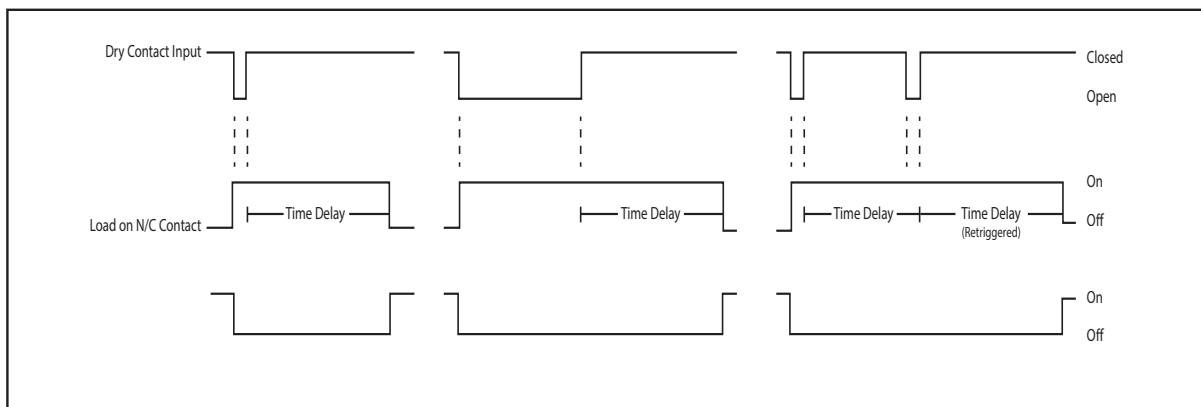 Dry Contact Input
Closed
Open
On
Time Delay
Time Delay
Time Delay
Time Delay
(Retriggered)
Load on N/C Contact
Off
On
Off